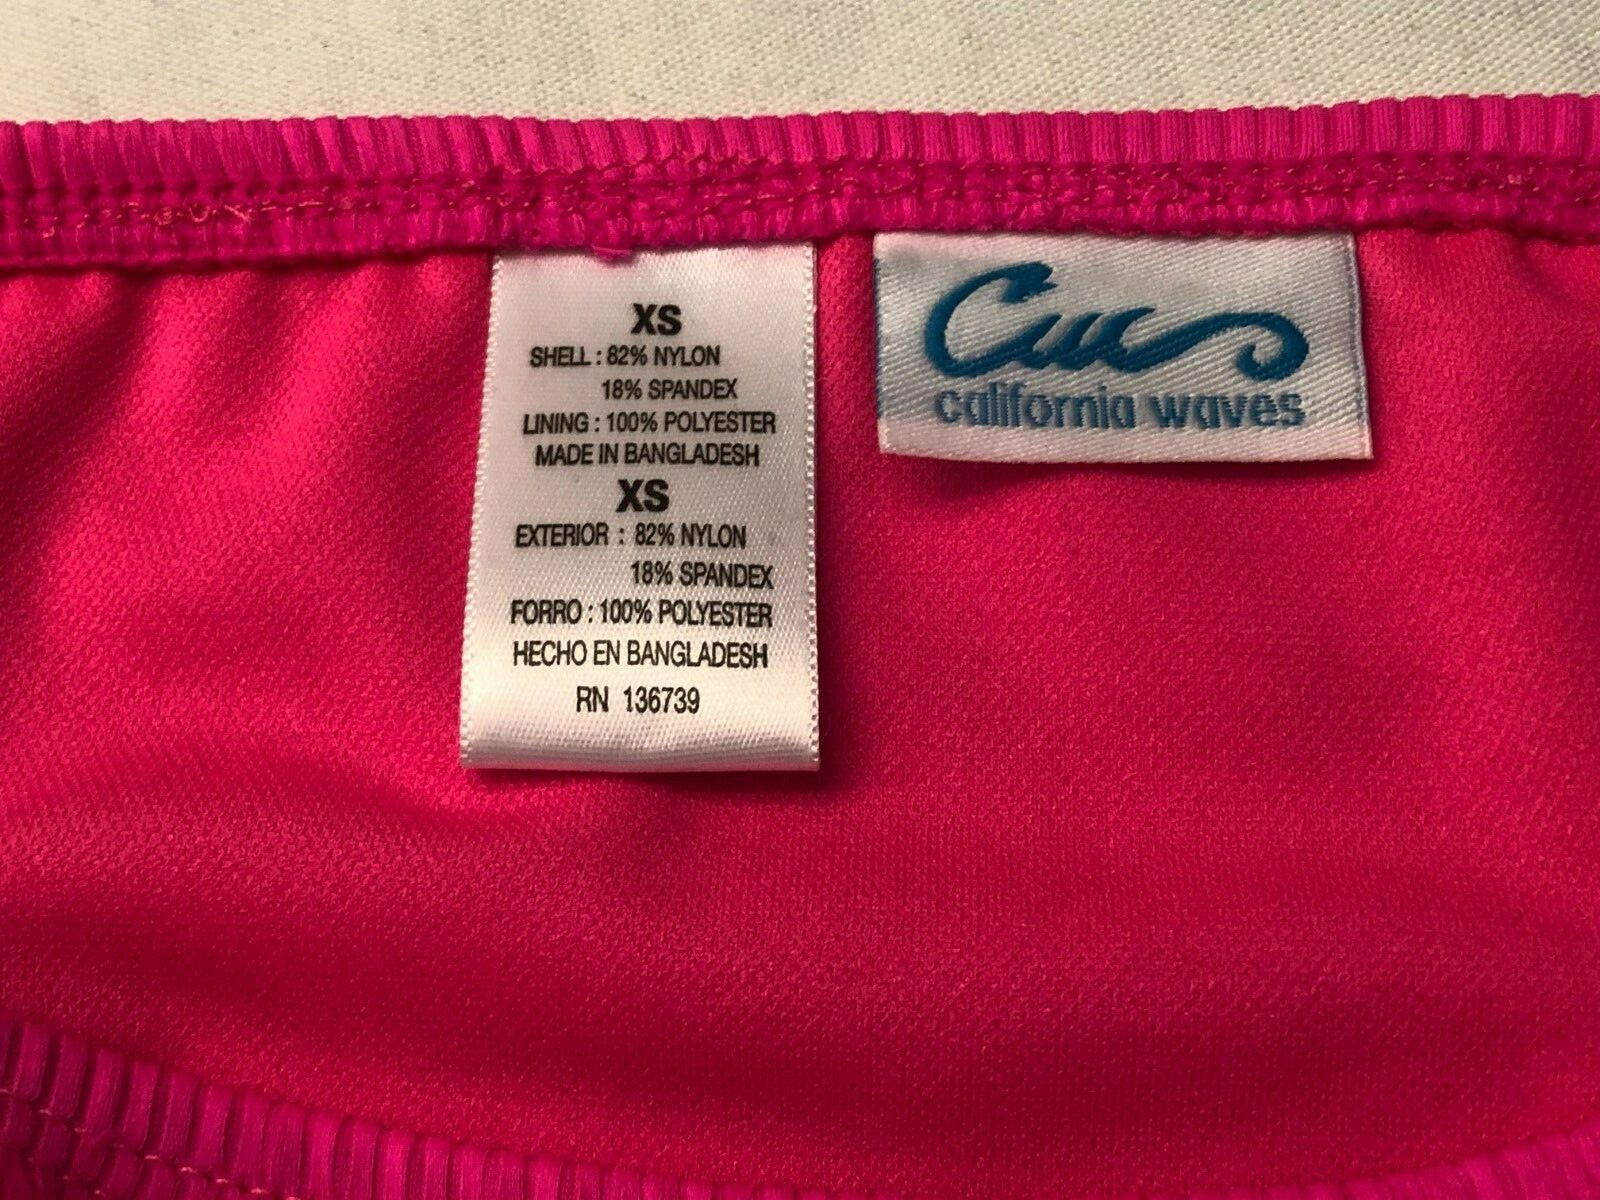 XS
SHELL : 82% NYLON
18% SPANDEX
LINING : 100% POLYESTER
MADE IN BANGLADESH
XS
EXTERIOR : 82% NYLON
18% SPANDEX
FORRO : 100% POLYESTER
HECHO EN BANGLADESH
RN 136739
california waves